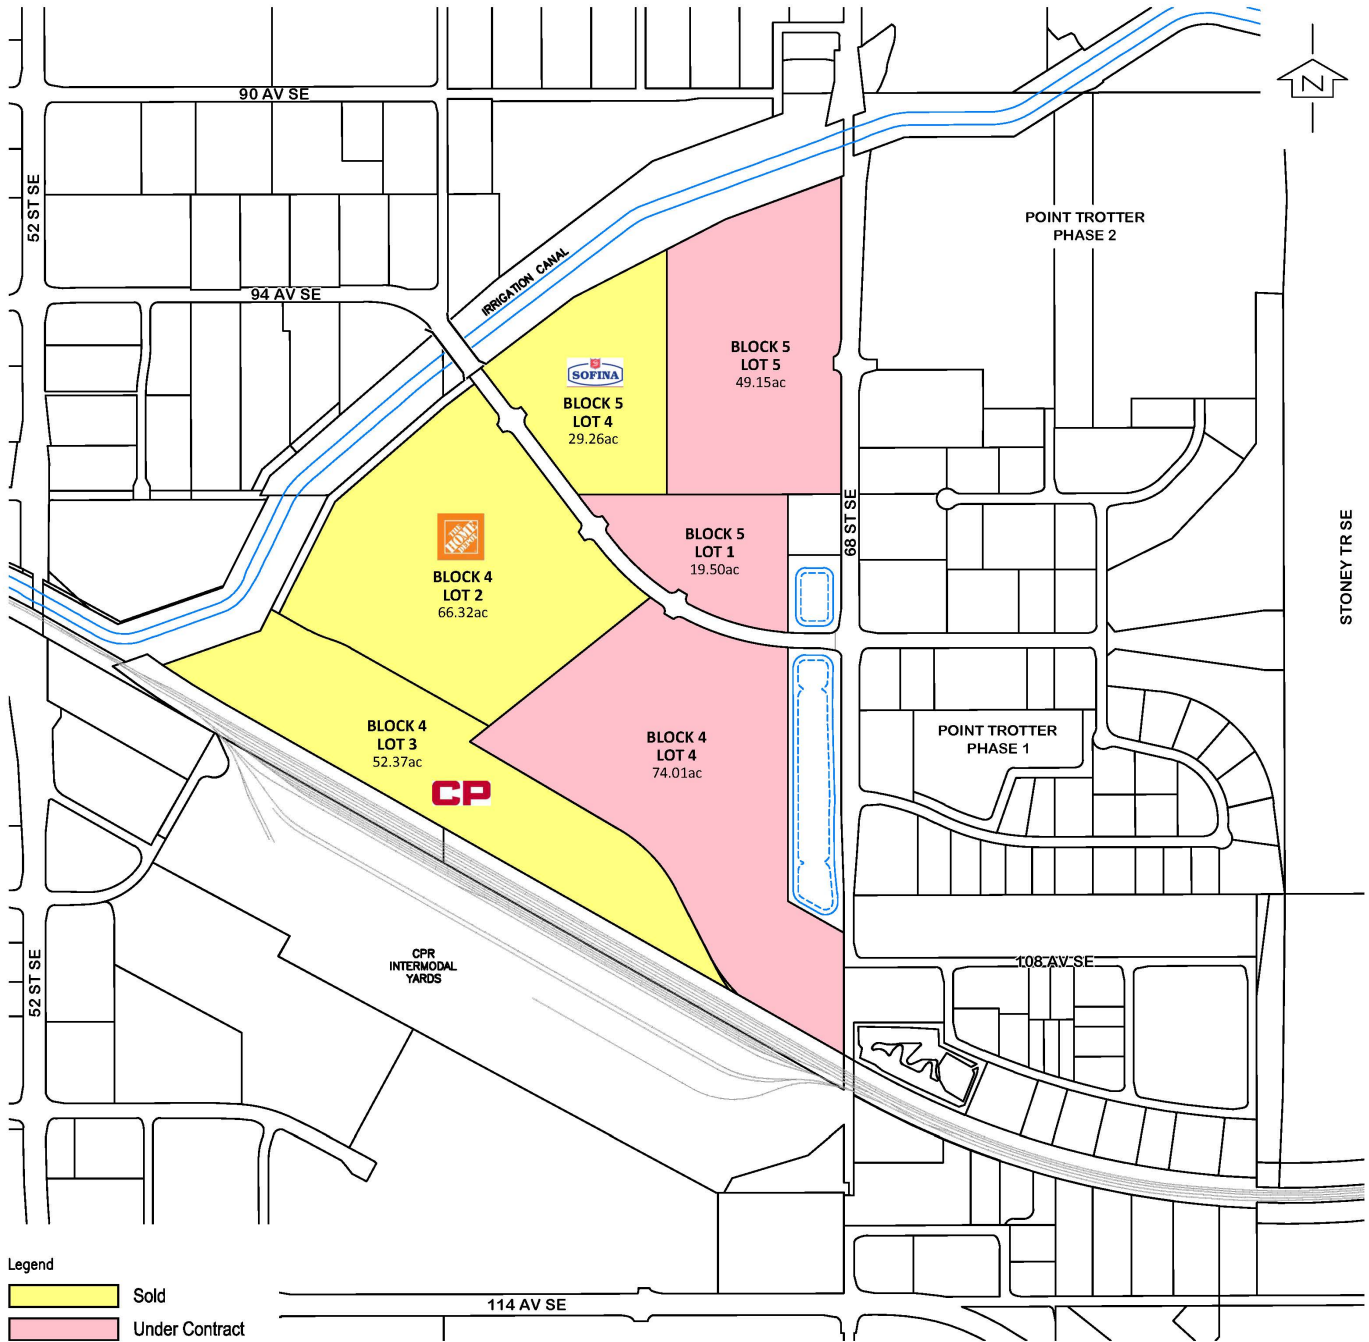 90 AV SE
N
52 ST SE
POINT TROTTER
PHASE 2
IRRIGATION CANAL
94 AV SE
BLOCK 5
LOT 5
49.15ac
SOFINA
BLOCK 5
LOT 4
29.26ac
68 ST SE
STONEY TR SE
THE
HOME
DEPOT
BLOCK 5
LOT 1
19.50ac
BLOCK 4
LOT 2
66.32ac
BLOCK 4
LOT 3
52.37ac
CP
BLOCK 4
LOT 4
74.01ac
POINT TROTTER
PHASE 1
CPR
INTERMODAL
YARDS
52 ST SE
108 AV SE
Legend
Sold
Under Contract
114 AV SE